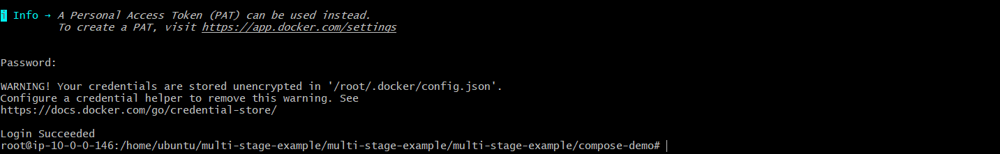 i Info → A Personal Access Token (PAT) can be used instead.
To create a PAT, visit https://app.docker.com/settings
Password:
WARNING! Your credentials are stored unencrypted in '/root/.docker/config.json'.
Configure a credential helper to remove this warning. See
https://docs.docker.com/go/credential-store/
Login Succeeded
root@ip-10-0-0-146:/home/ubuntu/multi-stage-example/multi-stage-example/multi-stage-example/compose-demo#